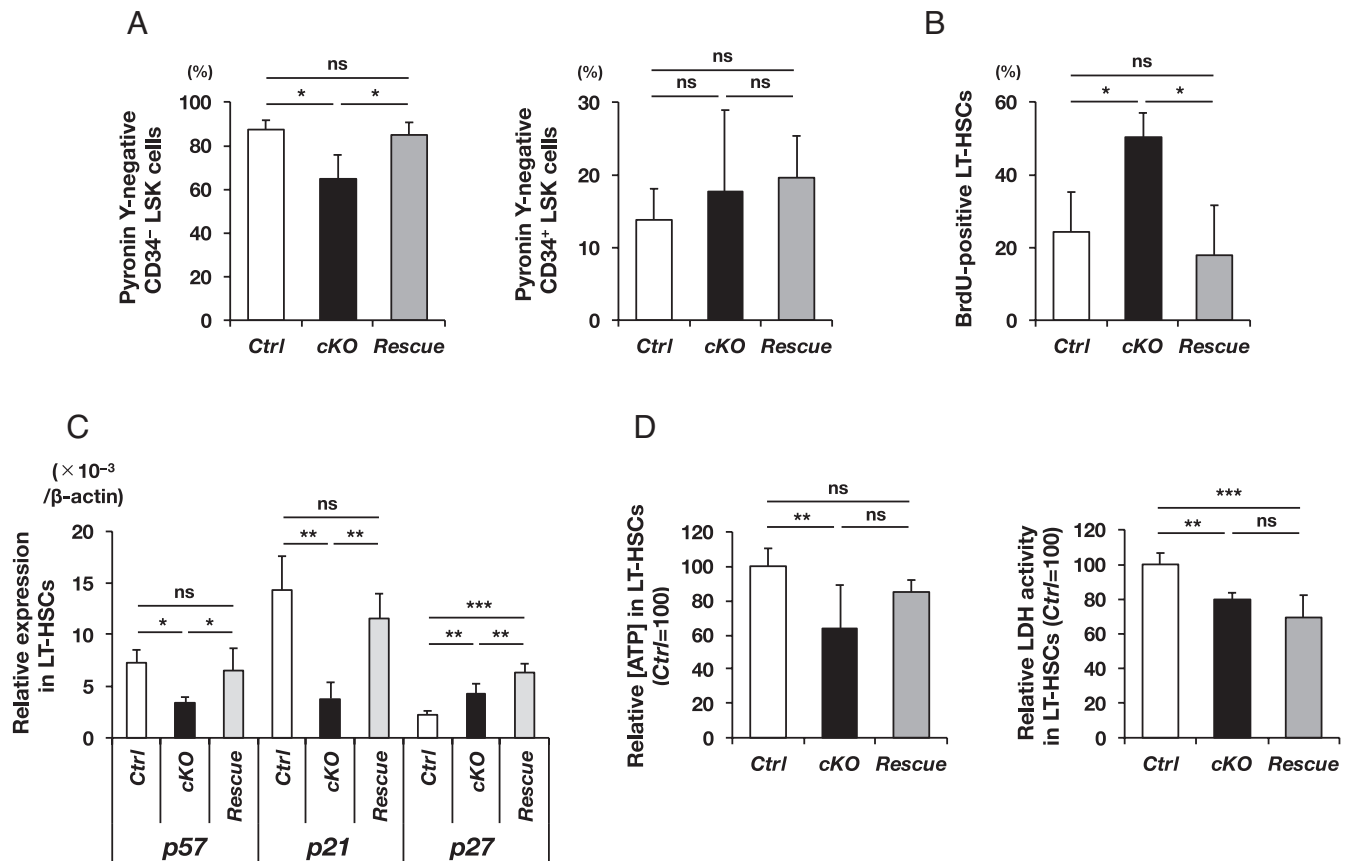 A
(%)
ns
*
*
100
80
60
40
20
0
Pyronin Y-negative
CD34– LSK cells
Ctrl
cKO
Rescue
(%)
ns
ns
ns
30
20
10
0
Pyronin Y-negative
CD34+ LSK cells
Ctrl
cKO
Rescue
B
(%)
ns
*
*
60
40
20
0
BrdU-positive LT-HSCs
Ctrl
cKO
Rescue
C
(×10–3
/β-actin)
20
15
10
5
0
Relative expression
in LT-HSCs
ns
*
*
ns
**
**
***
**
**
Ctrl
cKO
Rescue
Ctrl
cKO
Rescue
Ctrl
cKO
Rescue
p57
p21
p27
D
ns
**
ns
120
100
80
60
40
20
0
Relative [ATP] in LT-HSCs
(Ctrl=100)
Ctrl
cKO
Rescue
***
**
ns
120
100
80
60
40
20
0
Relative LDH activity
in LT-HSCs (Ctrl=100)
Ctrl
cKO
Rescue